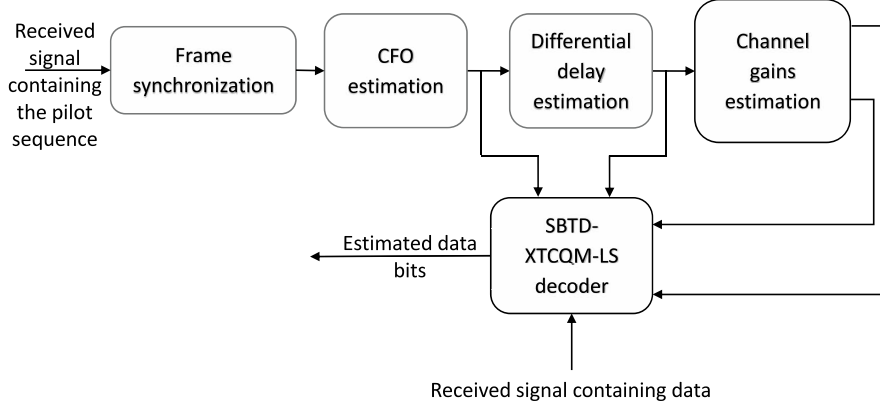 Received
signal
containing
the pilot
sequence
Frame
synchronization
CFO
estimation
Differential
delay
estimation
Channel
gains
estimation
SBTD-
XTCQM-LS
decoder
Estimated data
bits
Received signal containing data